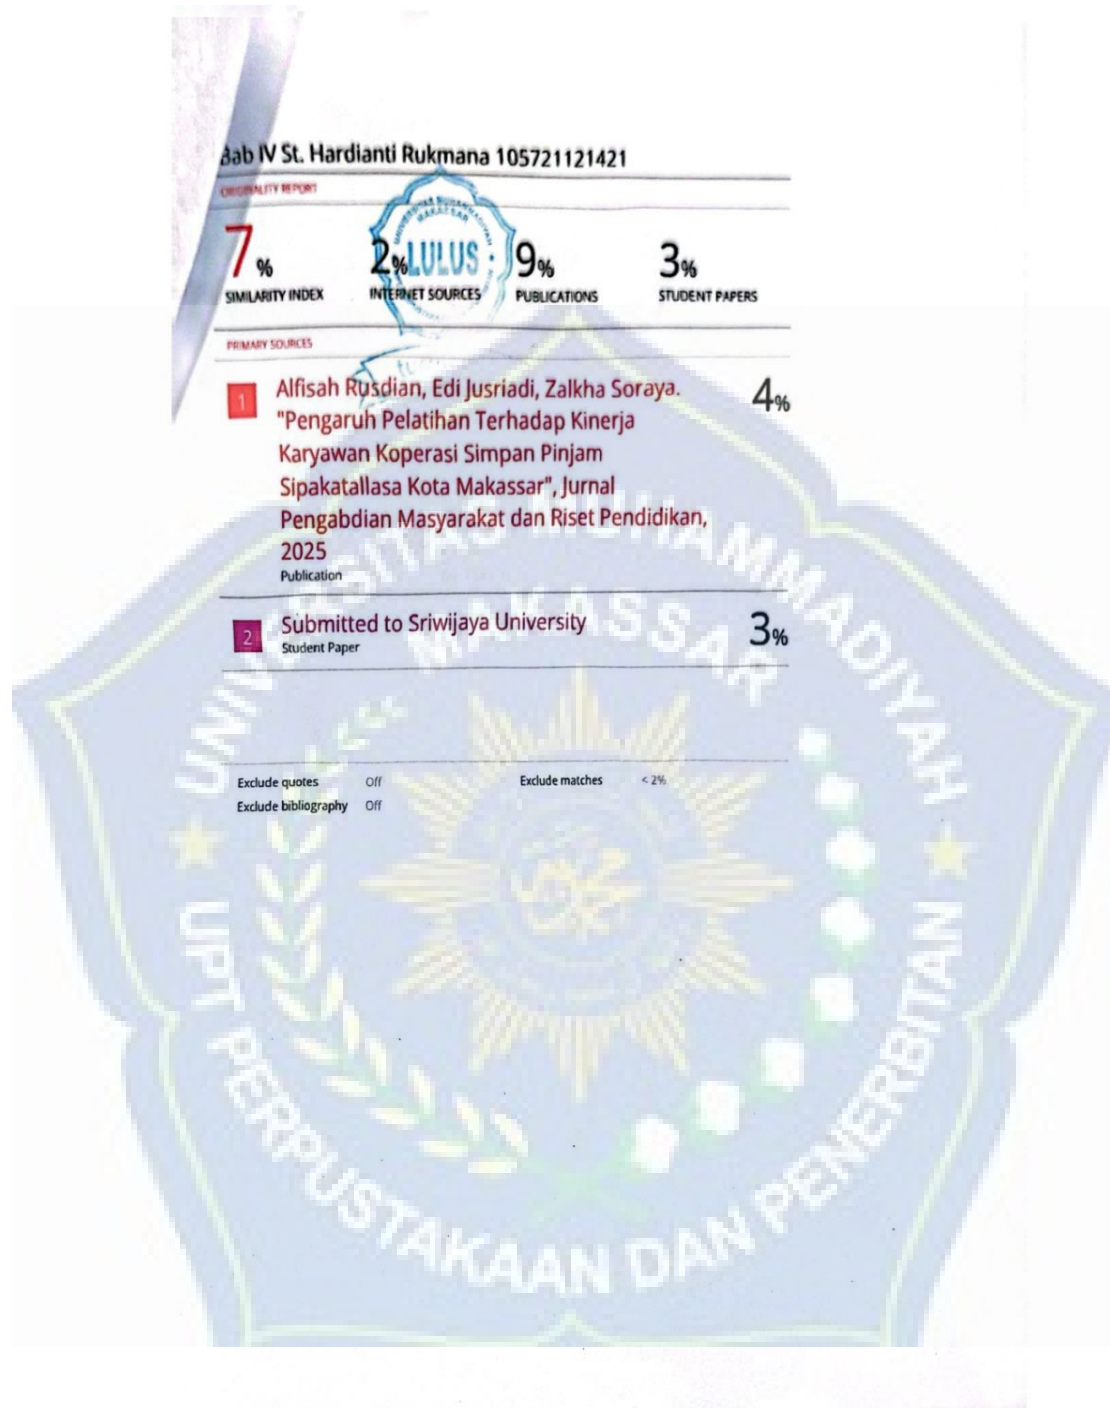 Bab IV St. Hardianti Rukmana 105721121421
ORIGINALITY REPORT
7%
SIMILARITY INDEX
2%
INTERNET SOURCES
9%
PUBLICATIONS
3%
STUDENT PAPERS
UNIVERSITAS MUHAMMADIYAH
MAKASSAR
LULUS
PRIMARY SOURCES
1
Alfisah Rusdian, Edi Jusriadi, Zalkha Soraya.
"Pengaruh Pelatihan Terhadap Kinerja
Karyawan Koperasi Simpan Pinjam
Sipakatallasa Kota Makassar", Jurnal
Pengabdian Masyarakat dan Riset Pendidikan,
2025
Publication
4%
2
Submitted to Sriwijaya University
Student Paper
3%
Exclude quotes Off
Exclude matches < 2%
Exclude bibliography Off
UNIVERSITAS MUHAMMADIYAH
MAKASSAR
UPT PERPUSTAKAAN DAN PENERBITAN